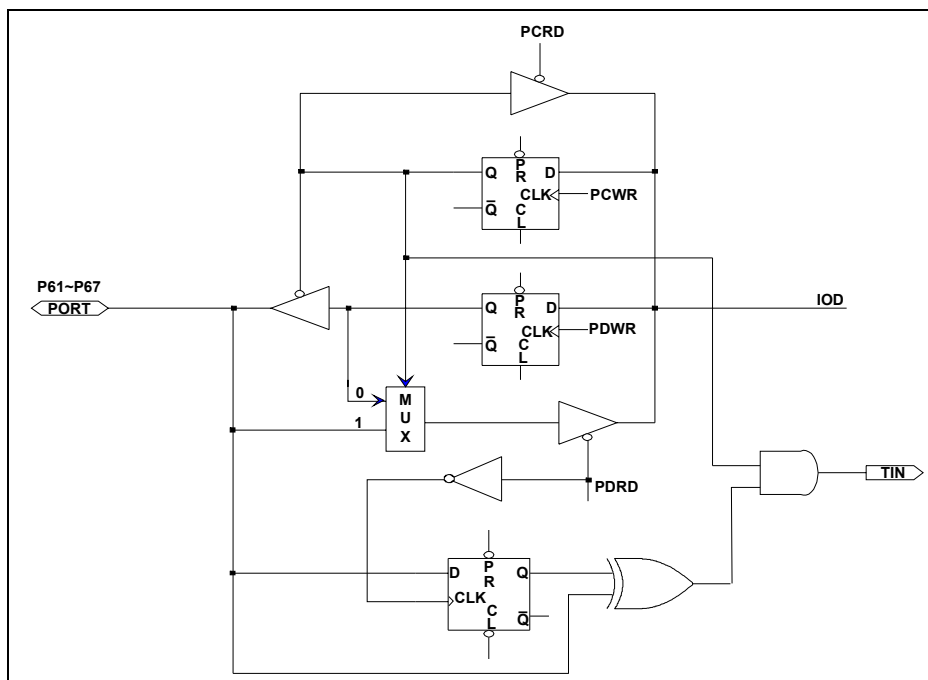 PCRD
Q P R D
CLK PCWR
Q̅ C L
P61~P67
PORT
Q P R D
IOD
CLK PDWR
Q̅ C L
0 M U X
1
TIN
PDRD
D P R Q
CLK
C L Q̅